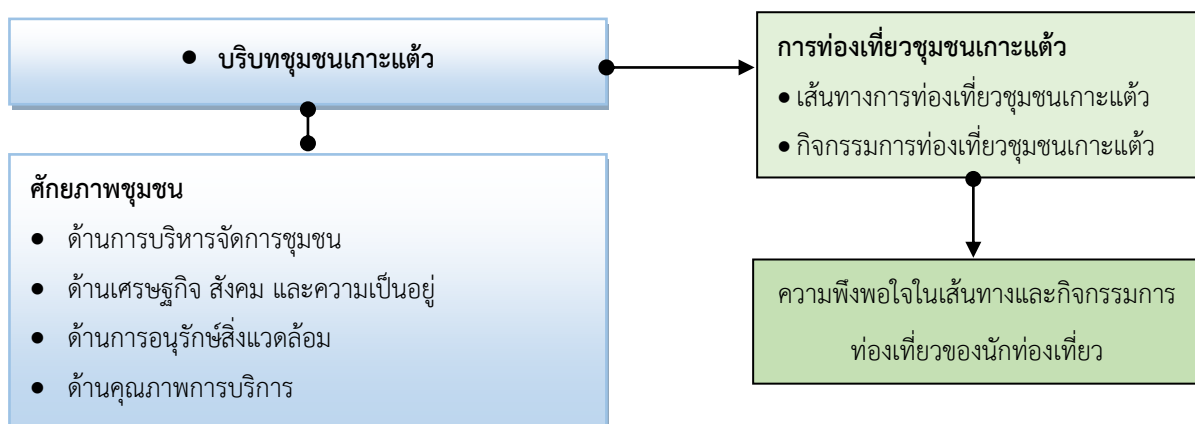 ● บริบทชุมชนเกาะแต้ว
ศักยภาพชุมชน
● ด้านการบริหารจัดการชุมชน
● ด้านเศรษฐกิจ สังคม และความเป็นอยู่
● ด้านการอนุรักษ์สิ่งแวดล้อม
● ด้านคุณภาพการบริการ
การท่องเที่ยวชุมชนเกาะแต้ว
● เส้นทางการท่องเที่ยวชุมชนเกาะแต้ว
● กิจกรรมการท่องเที่ยวชุมชนเกาะแต้ว
ความพึงพอใจในเส้นทางและกิจกรรมการ
ท่องเที่ยวของนักท่องเที่ยว